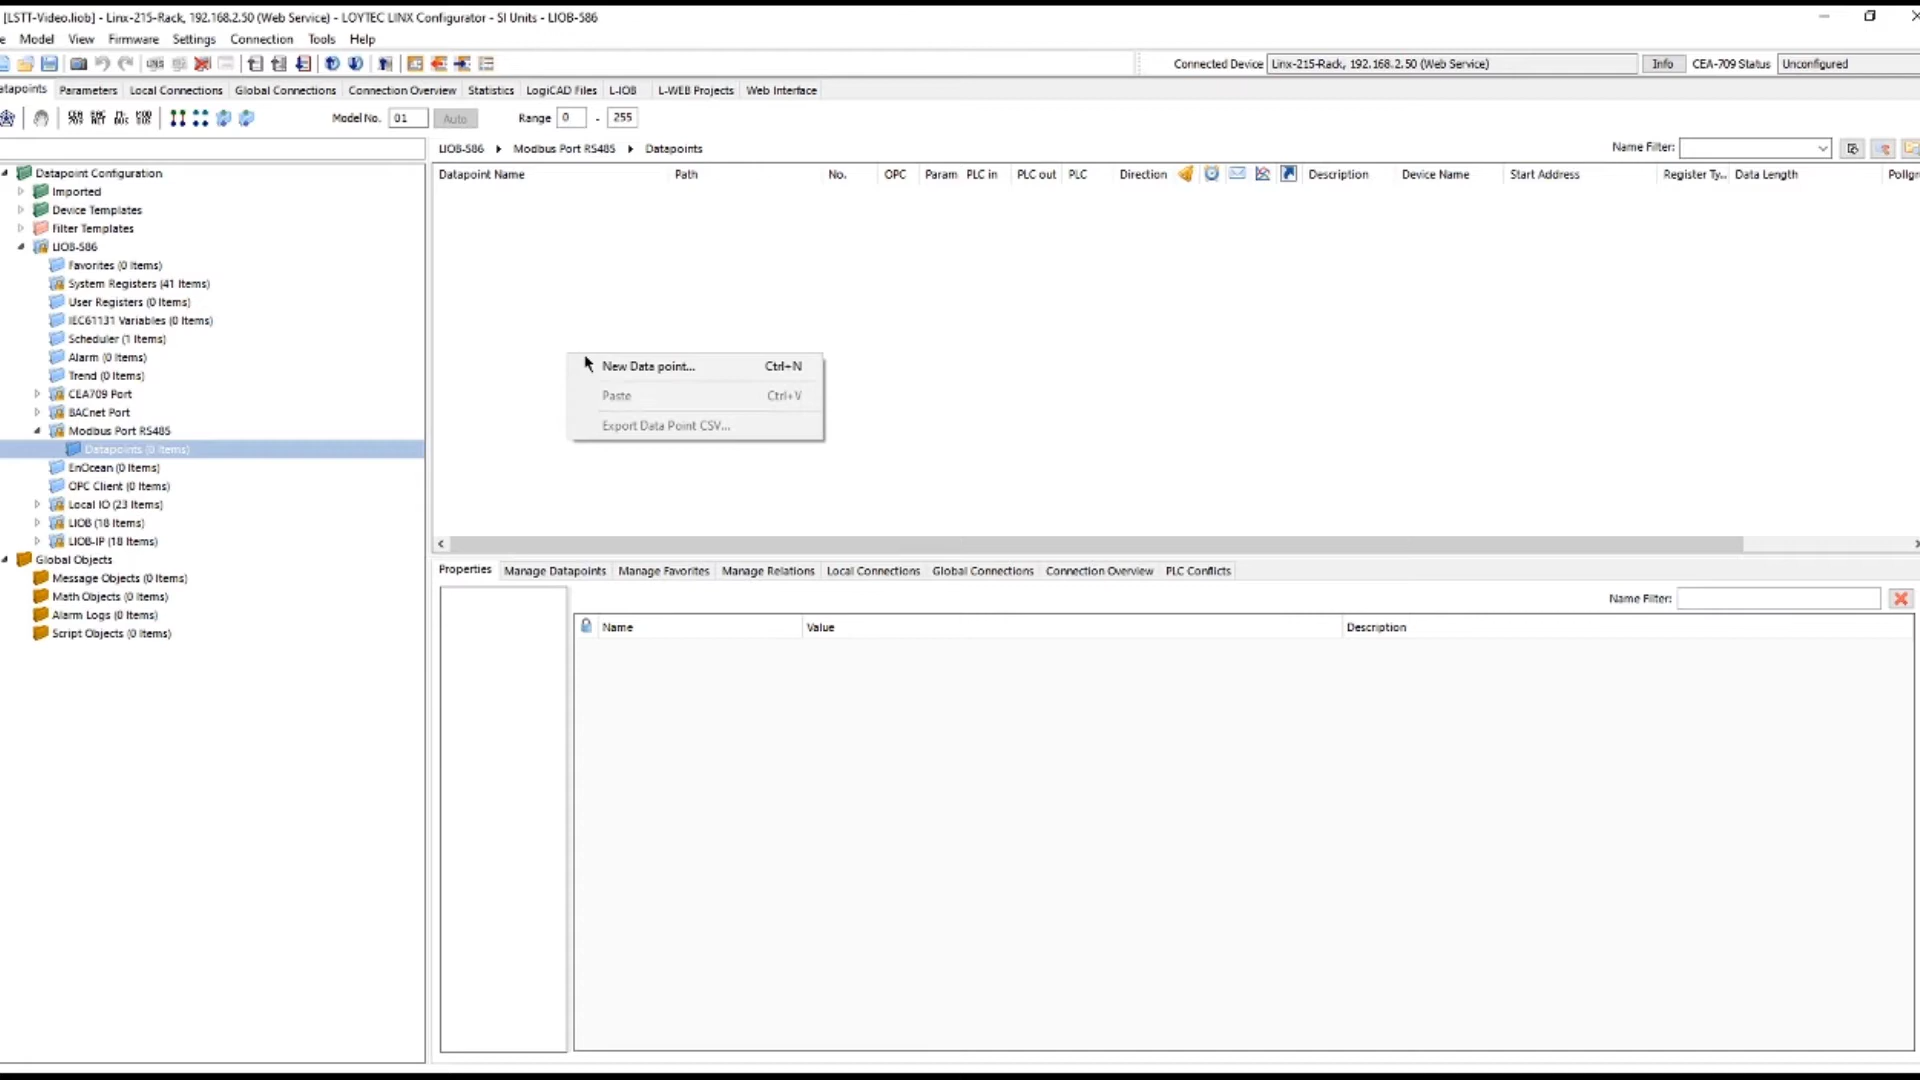 [LSTT-Video.liob] - Linx-215-Rack, 192.168.2.50 (Web Service) - LOYTEC LINX Configurator - SI Units - LIOB-586
Model View Firmware Settings Connection Tools Help
Connected Device Linx-215-Rack, 192.168.2.50 (Web Service) Info CEA-709 Status Unconfigured
atapoints Parameters Local Connections Global Connections Connection Overview Statistics LogiCAD Files L-IOB L-WEB Projects Web Interface
Model No. 01 Auto Range 0 - 255
LIOB-586 Modbus Port RS485 Datapoints Name Filter:
Datapoint Name Path No. OPC Param PLC in PLC out PLC Direction Description Device Name Start Address Register Ty... Data Length Pollgr
Datapoint Configuration
Imported
Device Templates
Filter Templates
LIOB-586
Favorites (0 Items)
System Registers (41 Items)
User Registers (0 Items)
IEC61131 Variables (0 Items)
Scheduler (1 Items)
Alarm (0 Items)
Trend (0 Items)
CEA709 Port
BACnet Port
Modbus Port RS485
Datapoints (0 Items)
EnOcean (0 Items)
OPC Client (0 Items)
Local IO (23 Items)
LIOB (18 Items)
LIOB-IP (18 Items)
Global Objects
Message Objects (0 Items)
Math Objects (0 Items)
Alarm Logs (0 Items)
Script Objects (0 Items)
New Data point... Ctrl+N
Paste Ctrl+V
Export Data Point CSV...
Properties Manage Datapoints Manage Favorites Manage Relations Local Connections Global Connections Connection Overview PLC Conflicts
Name Filter:
Name Value Description